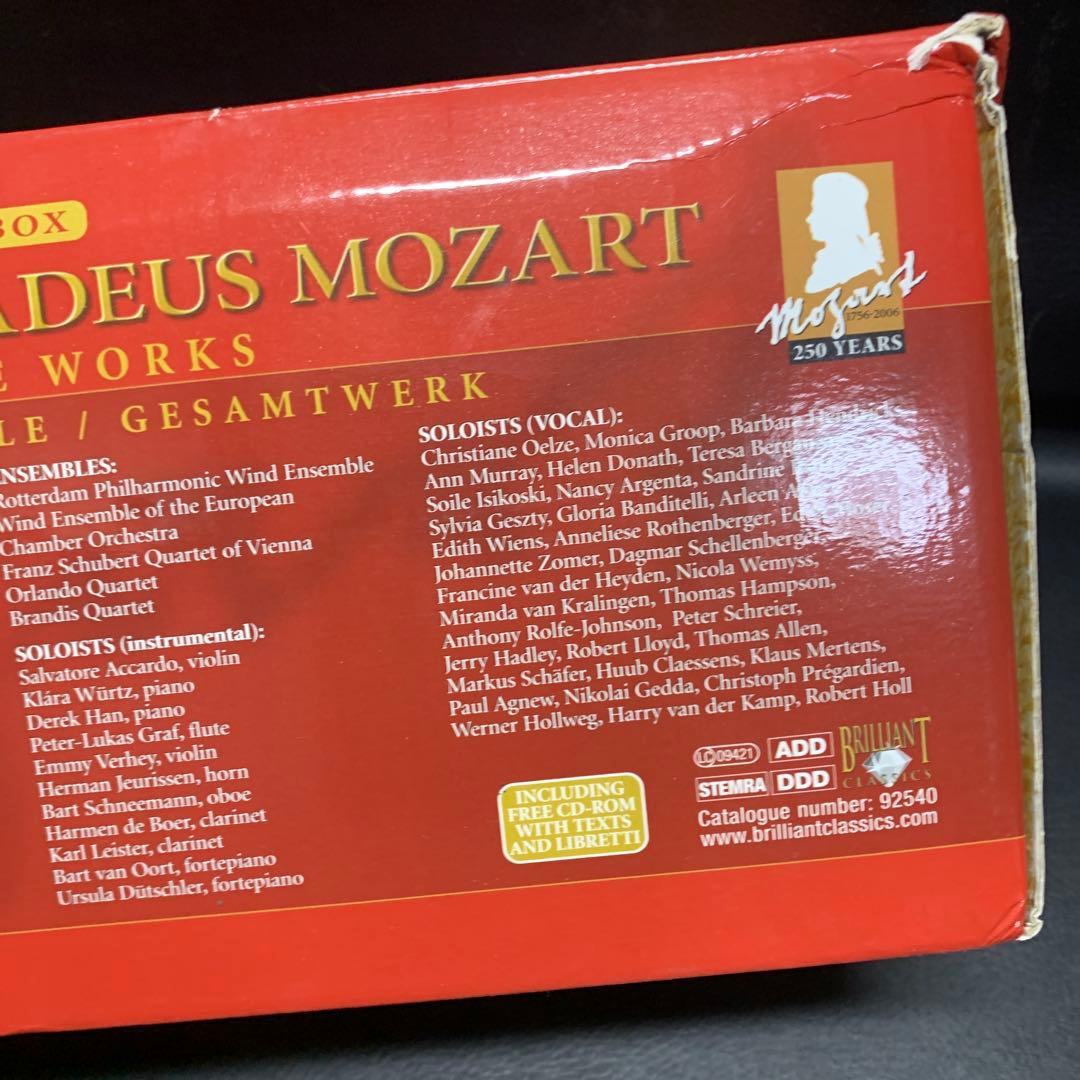 BOX
ADEUS MOZART
E WORKS
LE / GESAMTWERK
Mozart
1756-2006
250 YEARS
ENSEMBLES:
Rotterdam Philharmonic Wind Ensemble
Wind Ensemble of the European
Chamber Orchestra
Franz Schubert Quartet of Vienna
Orlando Quartet
Brandis Quartet
SOLOISTS (instrumental):
Salvatore Accardo, violin
Klára Würtz, piano
Derek Han, piano
Peter-Lukas Graf, flute
Emmy Verhey, violin
Herman Jeurissen, horn
Bart Schneemann, oboe
Harmen de Boer, clarinet
Karl Leister, clarinet
Bart van Oort, fortepiano
Ursula Dütschler, fortepiano
SOLOISTS (VOCAL):
Christiane Oelze, Monica Groop, Barbara Hendricks,
Ann Murray, Helen Donath, Teresa
Soile Isikoski, Nancy Argenta, Sandrine
Sylvia Geszty, Gloria Banditelli, Arleen
Edith Wiens, Anneliese Rothenberger, Moser
Johannette Zomer, Dagmar Schellenberger,
Francine van der Heyden, Nicola Wemyss,
Miranda van Kralingen, Thomas Hampson,
Anthony Rolfe-Johnson, Peter Schreier,
Jerry Hadley, Robert Lloyd, Thomas Allen,
Markus Schäfer, Huub Claessens, Klaus Mertens,
Paul Agnew, Nikolai Gedda, Christoph Prégardien,
Werner Hollweg, Harry van der Kamp, Robert Holl
INCLUDING
FREE CD-ROM
WITH TEXTS
AND LIBRETTI
LC 09421 ADD
STEMRA DDD
BRILLIANT
CLASSICS
Catalogue number: 92540
www.brilliantclassics.com